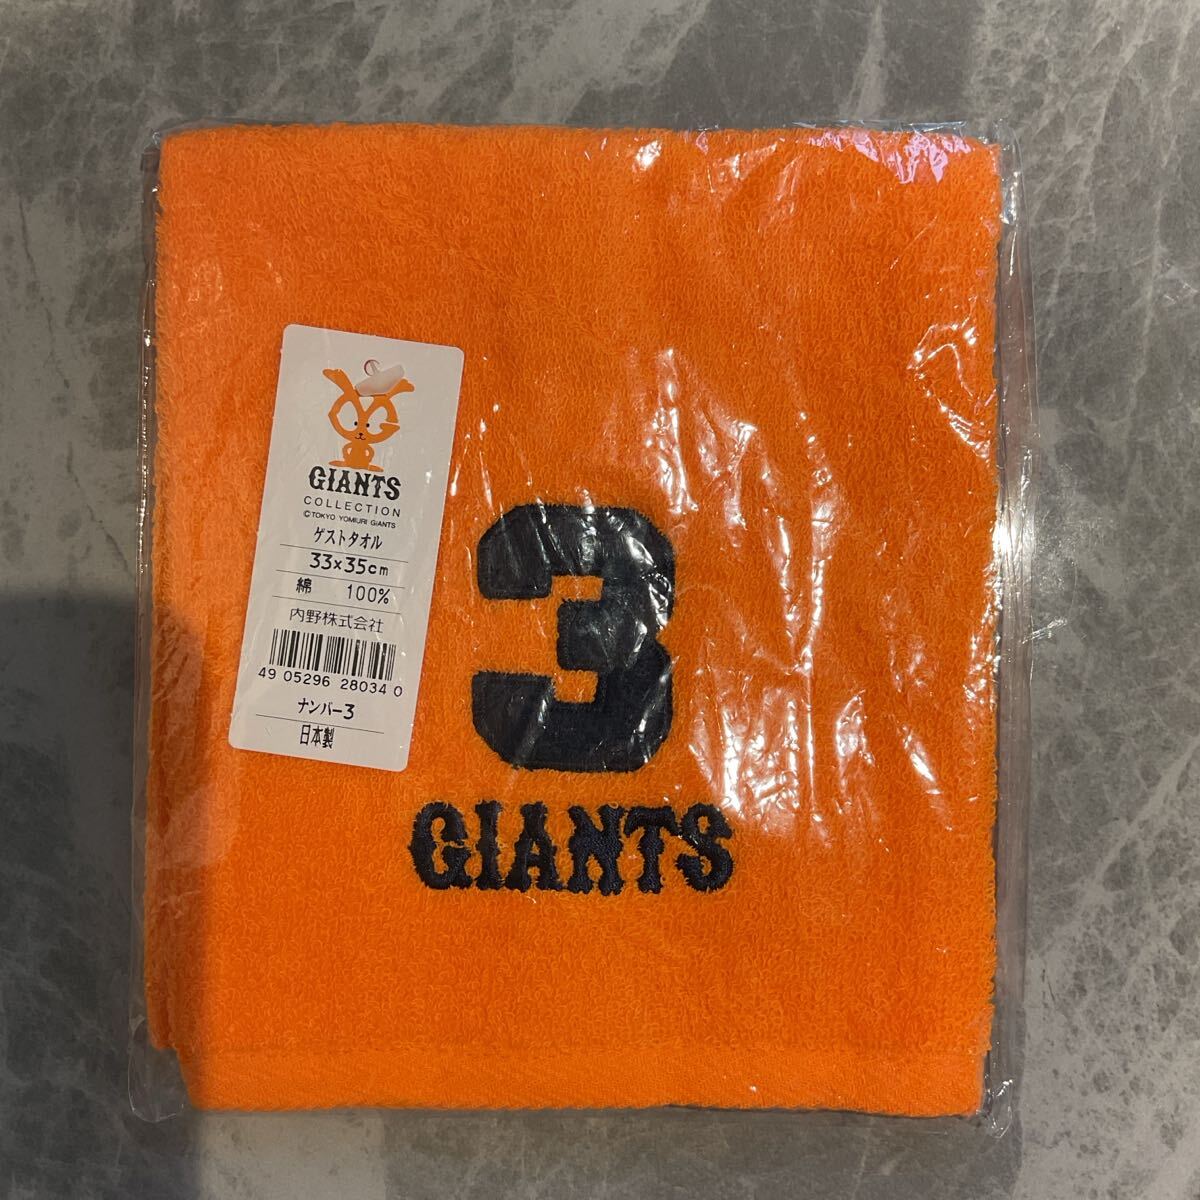 GIANTS
COLLECTION
©TOKYO YOMIURI GIANTS
ゲストタオル
33×35cm
綿 100%
内野株式会社
49 05296 28034 0
ナンバー3
日本製
3
GIANTS